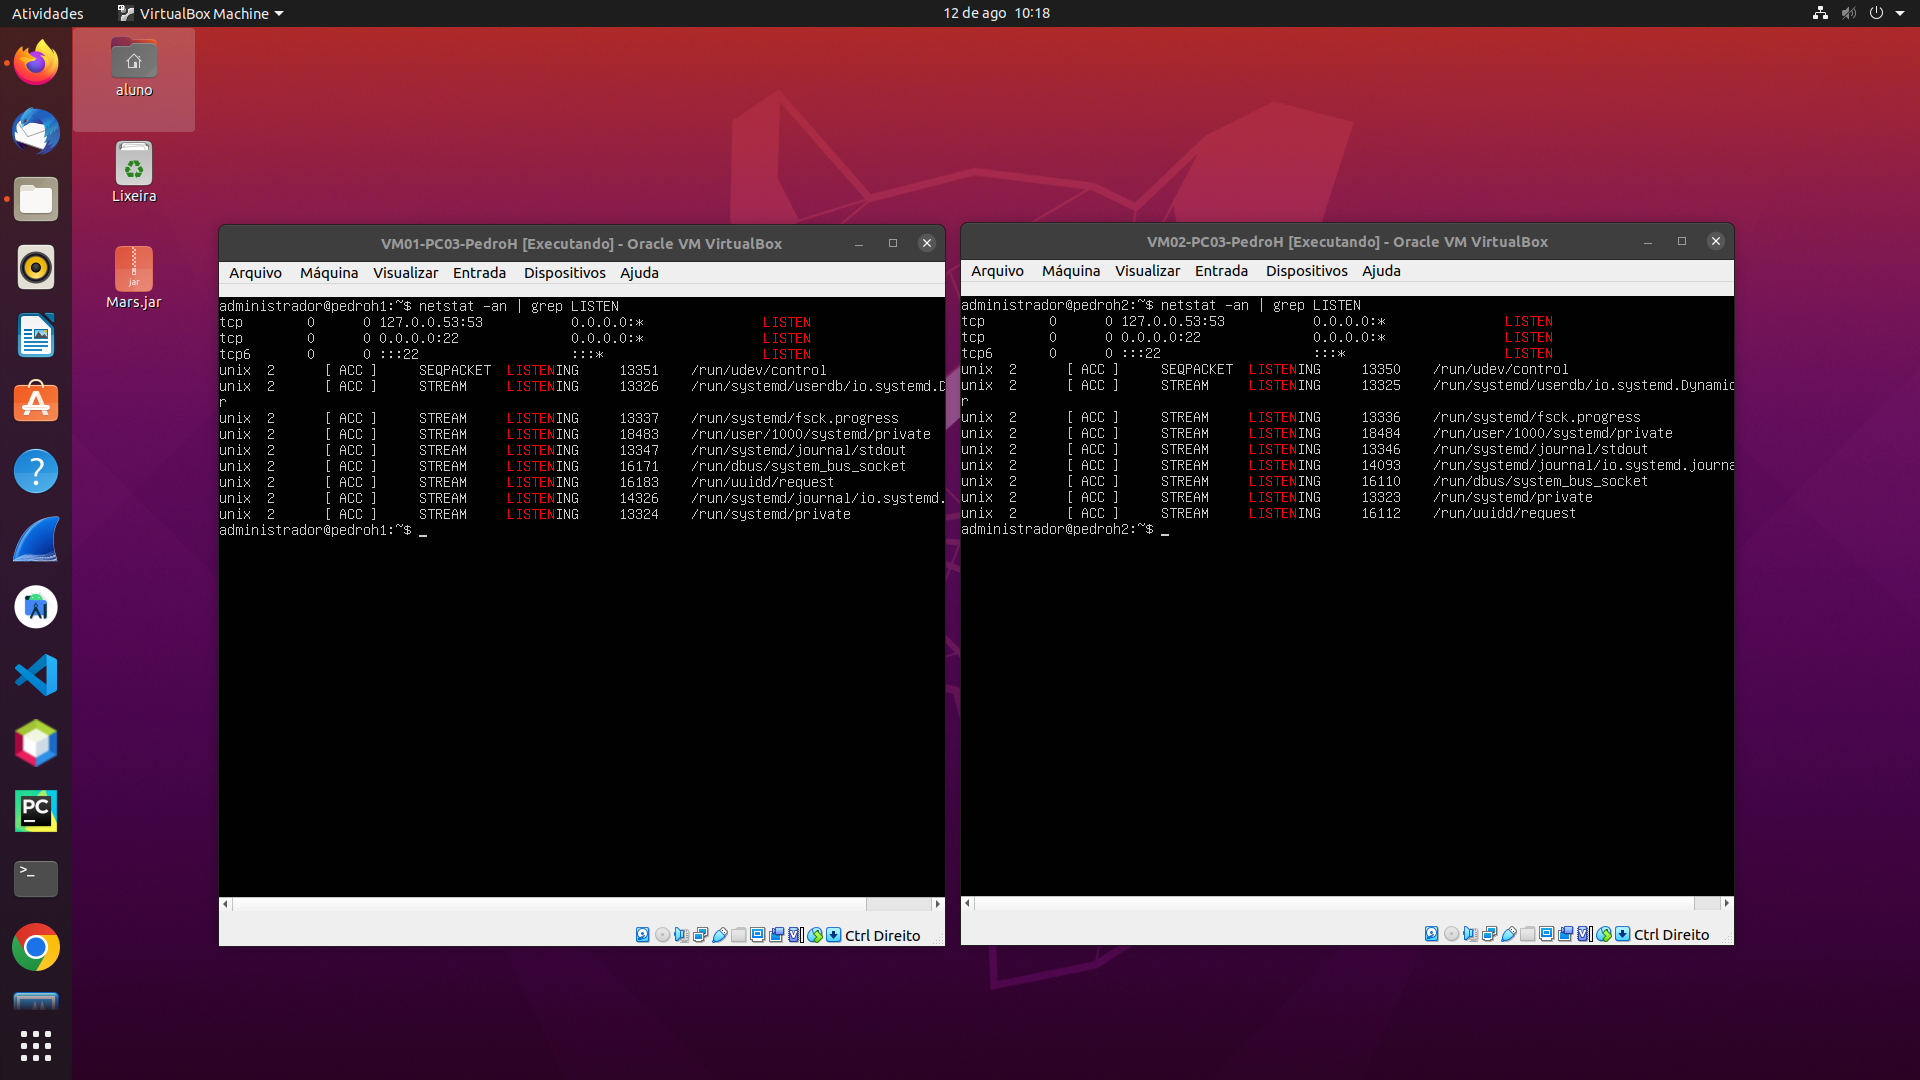 Atividades
VirtualBox Machine
12 de ago 10:18
aluno
Lixeira
jar
Mars.jar
VM01-PC03-PedroH [Executando] - Oracle VM VirtualBox
Arquivo Máquina Visualizar Entrada Dispositivos Ajuda
administrador@pedroh1:~$ netstat -an | grep LISTEN
tcp 0 0 127.0.0.53:53 0.0.0.0:* LISTEN
tcp 0 0 0.0.0.0:22 0.0.0.0:* LISTEN
tcp6 0 0 :::22 :::* LISTEN
unix 2 [ ACC ] SEQPACKET LISTENING 13351 /run/udev/control
unix 2 [ ACC ] STREAM LISTENING 13326 /run/systemd/userdb/io.systemd.D
r
unix 2 [ ACC ] STREAM LISTENING 13337 /run/systemd/fsck.progress
unix 2 [ ACC ] STREAM LISTENING 18483 /run/user/1000/systemd/private
unix 2 [ ACC ] STREAM LISTENING 13347 /run/systemd/journal/stdout
unix 2 [ ACC ] STREAM LISTENING 16171 /run/dbus/system_bus_socket
unix 2 [ ACC ] STREAM LISTENING 16183 /run/uuidd/request
unix 2 [ ACC ] STREAM LISTENING 14326 /run/systemd/journal/io.systemd.
unix 2 [ ACC ] STREAM LISTENING 13324 /run/systemd/private
administrador@pedroh1:~$ _
Ctrl Direito
VM02-PC03-PedroH [Executando] - Oracle VM VirtualBox
Arquivo Máquina Visualizar Entrada Dispositivos Ajuda
administrador@pedroh2:~$ netstat -an | grep LISTEN
tcp 0 0 127.0.0.53:53 0.0.0.0:* LISTEN
tcp 0 0 0.0.0.0:22 0.0.0.0:* LISTEN
tcp6 0 0 :::22 :::* LISTEN
unix 2 [ ACC ] SEQPACKET LISTENING 13350 /run/udev/control
unix 2 [ ACC ] STREAM LISTENING 13325 /run/systemd/userdb/io.systemd.Dynamic
r
unix 2 [ ACC ] STREAM LISTENING 13336 /run/systemd/fsck.progress
unix 2 [ ACC ] STREAM LISTENING 18484 /run/user/1000/systemd/private
unix 2 [ ACC ] STREAM LISTENING 13346 /run/systemd/journal/stdout
unix 2 [ ACC ] STREAM LISTENING 14093 /run/systemd/journal/io.systemd.journa
unix 2 [ ACC ] STREAM LISTENING 16110 /run/dbus/system_bus_socket
unix 2 [ ACC ] STREAM LISTENING 13323 /run/systemd/private
unix 2 [ ACC ] STREAM LISTENING 16112 /run/uuidd/request
administrador@pedroh2:~$ _
Ctrl Direito
PC
>_